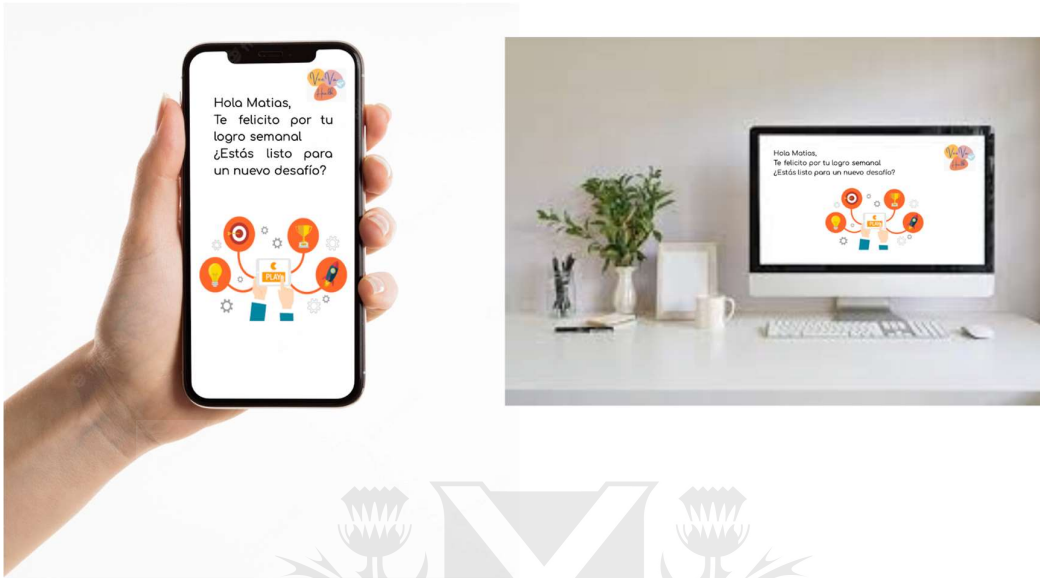 Hola Matias,
Te felicito por tu
logro semanal
¿Estás listo para
un nuevo desafío?
PLAY
Hola Matias,
Te felicito por tu logro semanal
¿Estás listo para un nuevo desafío?